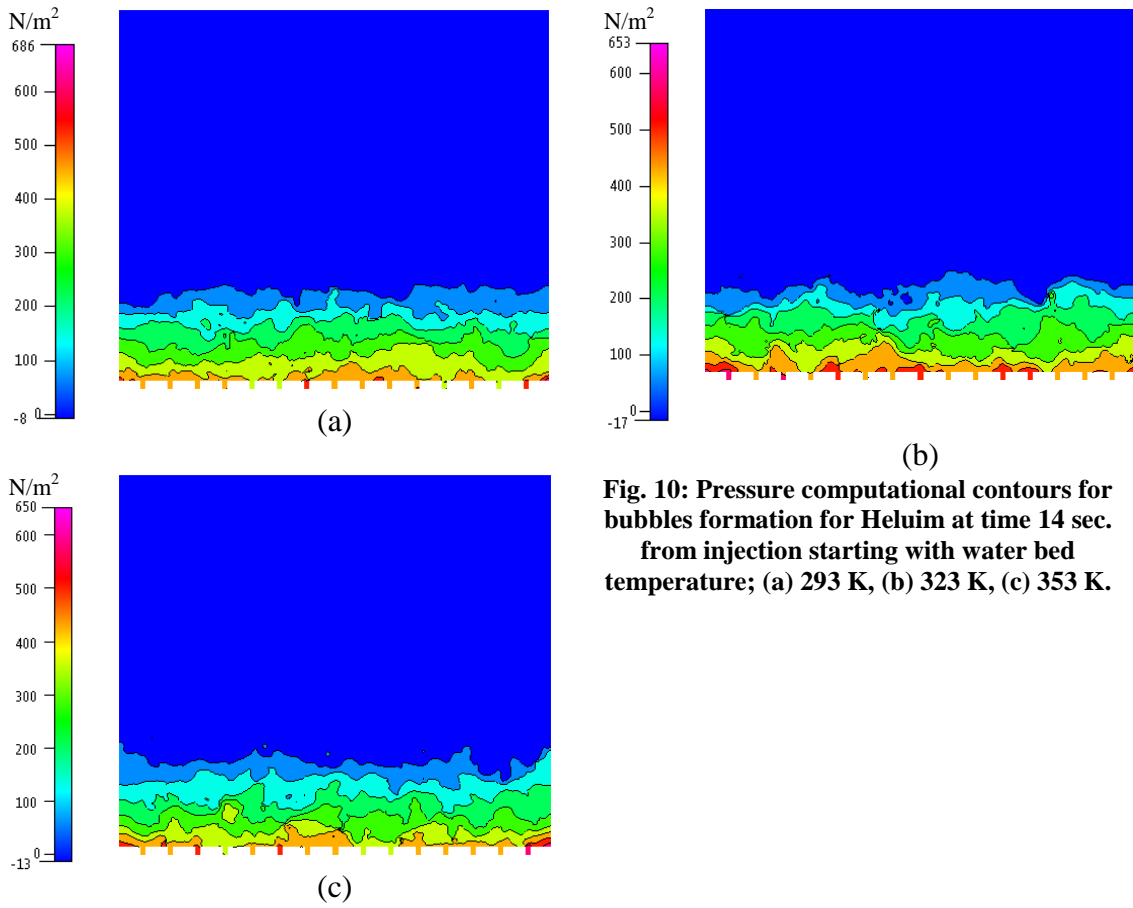 N/m2
686
600
500
400
300
200
100
0
-8
(a)
N/m2
653
600
500
400
300
200
100
0
-17
(b)
Fig. 10: Pressure computational contours for
bubbles formation for Heluim at time 14 sec.
from injection starting with water bed
temperature; (a) 293 K, (b) 323 K, (c) 353 K.
N/m2
650
600
500
400
300
200
100
0
-13
(c)